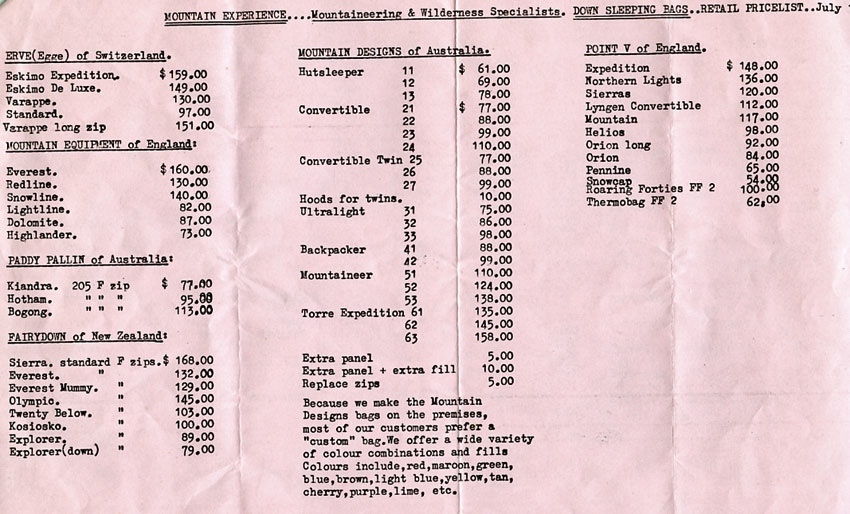 MOUNTAIN EXPERIENCE....Mountaineering & Wilderness Specialists. DOWN SLEEPING BAGS..RETAIL PRICELIST..July
ERVE(Egge) of Switzerland.
Eskimo Expedition. $159.00
Eskimo De Luxe. 149.00
Varappe. 130.00
Standard. 97.00
Varappe long zip 151.00
MOUNTAIN EQUIPMENT of England:
Everest. $160.00
Redline. 130.00
Snowline. 140.00
Lightline. 82.00
Dolomite. 87.00
Highlander. 73.00
PADDY PALLIN of Australia:
Kiandra. 205 F zip $ 77.00
Hotham. " " " 95.00
Bogong. " " " 113.00
FAIRYDOWN of New Zealand:
Sierra. standard F zips.$ 168.00
Everest. " 132.00
Everest Mummy. " 129.00
Olympic. " 145.00
Twenty Below. " 103.00
Kosiosko. " 100.00
Explorer. " 89.00
Explorer(down) " 79.00
MOUNTAIN DESIGNS of Australia.
Hutsleeper 11 $ 61.00
12 69.00
13 78.00
Convertible 21 $ 77.00
22 88.00
23 99.00
24 110.00
Convertible Twin 25 77.00
26 88.00
27 99.00
Hoods for twins. 10.00
Ultralight 31 75.00
32 86.00
33 98.00
Backpacker 41 88.00
42 99.00
Mountaineer 51 110.00
52 124.00
53 138.00
Torre Expedition 61 135.00
62 145.00
63 158.00
Extra panel 5.00
Extra panel + extra fill 10.00
Replace zips 5.00
Because we make the Mountain
Designs bags on the premises,
most of our customers prefer a
"custom" bag.We offer a wide variety
of colour combinations and fills
Colours include,red,maroon,green,
blue,brown,light blue,yellow,tan,
cherry,purple,lime, etc.
POINT V of England.
Expedition $ 148.00
Northern Lights 136.00
Sierras 120.00
Lyngen Convertible 112.00
Mountain 117.00
Helios 98.00
Orion long 92.00
Orion 84.00
Pennine 65.00
Snowcap 54.00
Roaring Forties FF 2 100.00
Thermobag FF 2 62,00